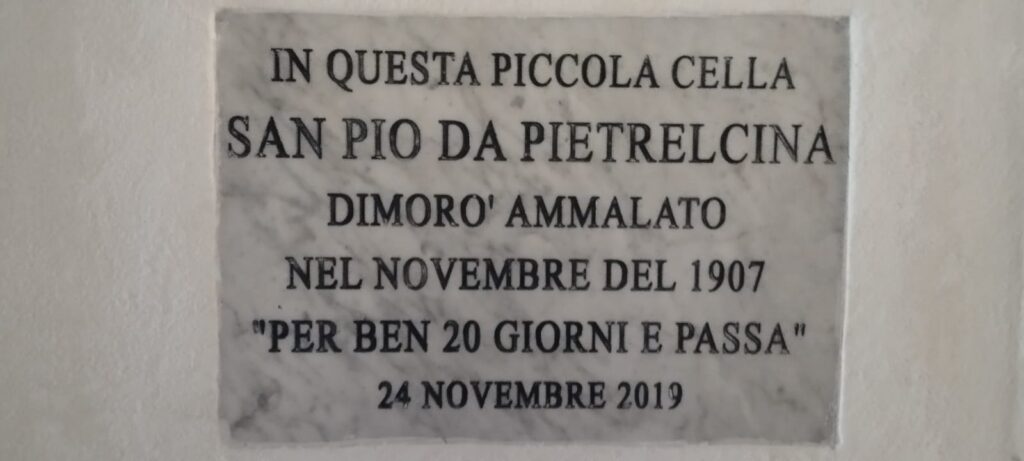 IN QUESTA PICCOLA CELLA
SAN PIO DA PIETRELCINA
DIMORO' AMMALATO
NEL NOVEMBRE DEL 1907
"PER BEN 20 GIORNI E PASSA"
24 NOVEMBRE 2019